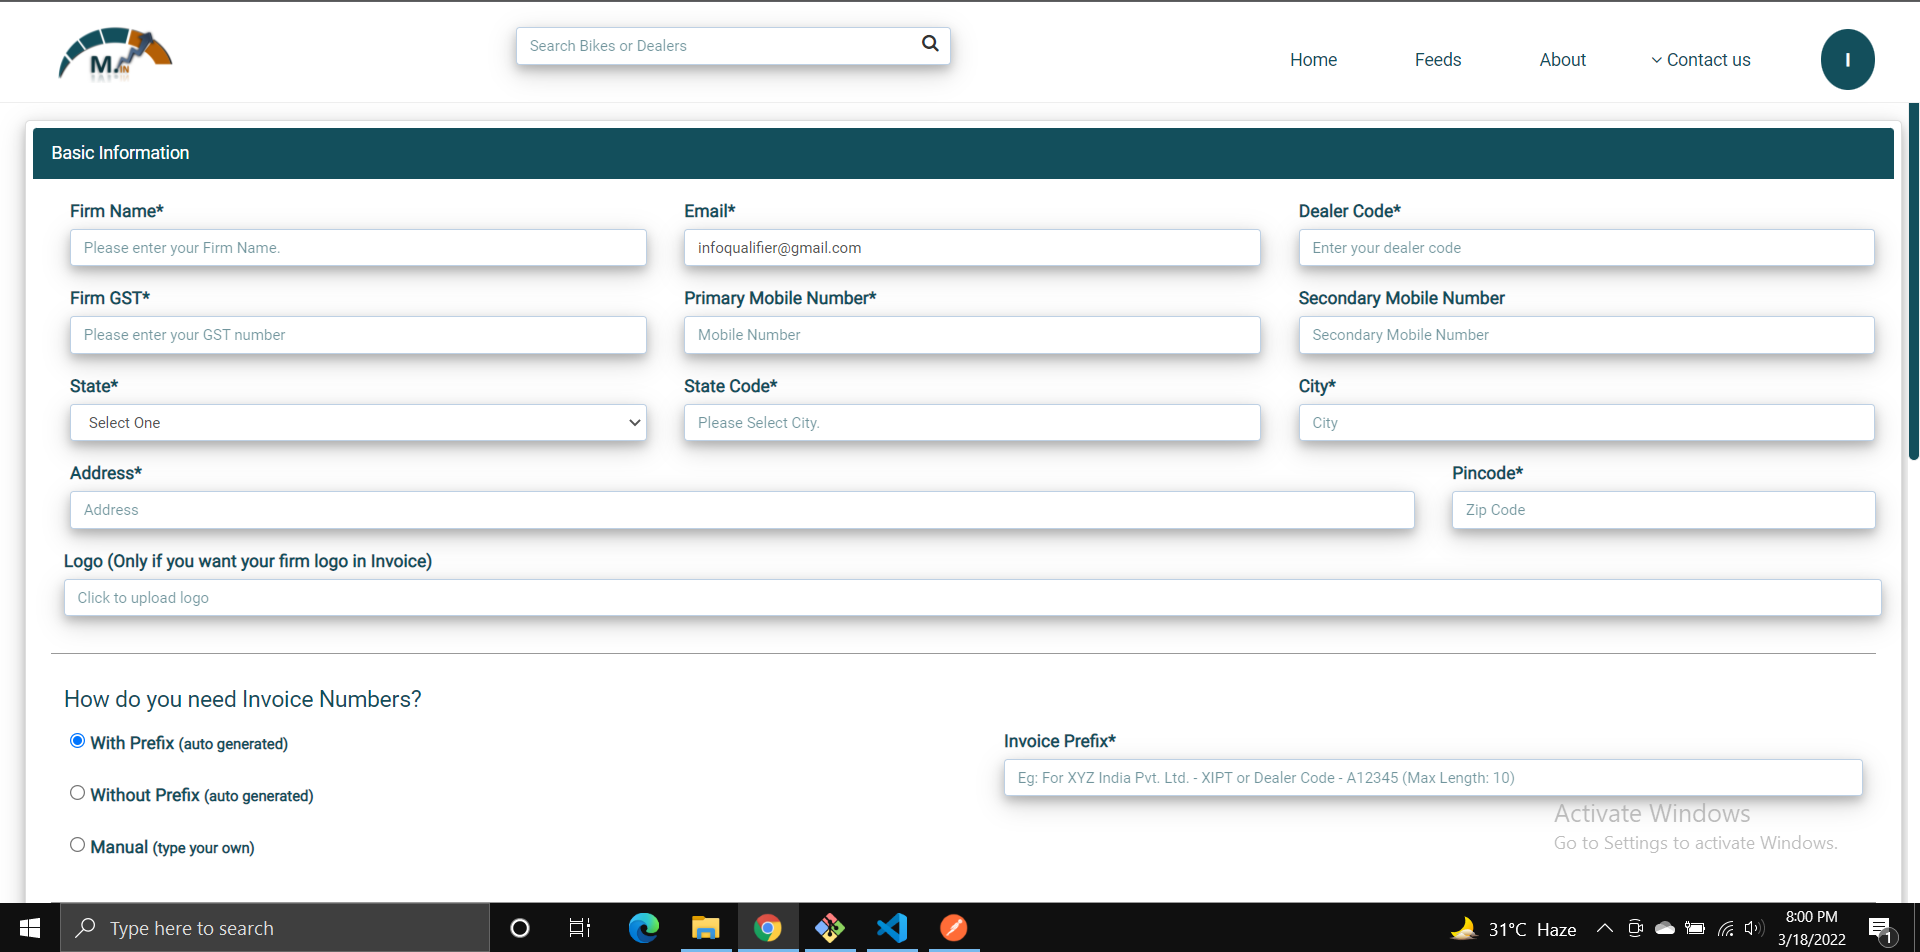 M.IN
Search Bikes or Dealers
Home
Feeds
About
Contact us
I
Basic Information
Firm Name*
Email*
Dealer Code*
Please enter your Firm Name.
infoqualifier@gmail.com
Enter your dealer code
Firm GST*
Primary Mobile Number*
Secondary Mobile Number
Please enter your GST number
Mobile Number
Secondary Mobile Number
State*
State Code*
City*
Select One
Please Select City.
City
Address*
Pincode*
Address
Zip Code
Logo (Only if you want your firm logo in Invoice)
Click to upload logo
How do you need Invoice Numbers?
With Prefix (auto generated)
Invoice Prefix*
Eg: For XYZ India Pvt. Ltd. - XIPT or Dealer Code - A12345 (Max Length: 10)
Without Prefix (auto generated)
Manual (type your own)
Activate Windows
Go to Settings to activate Windows.
Type here to search
31°C Haze
8:00 PM
3/18/2022
1